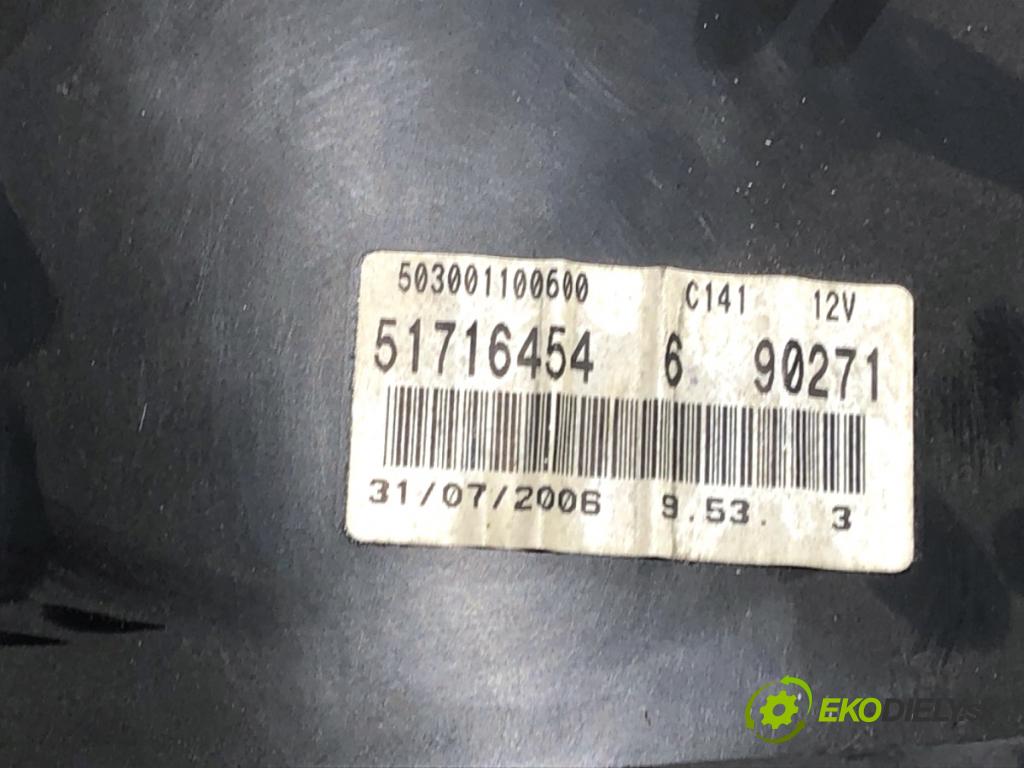 503001100600 C141 12V
51716454 6 90271
31/07/2006 9.53. 3
EKODIELY